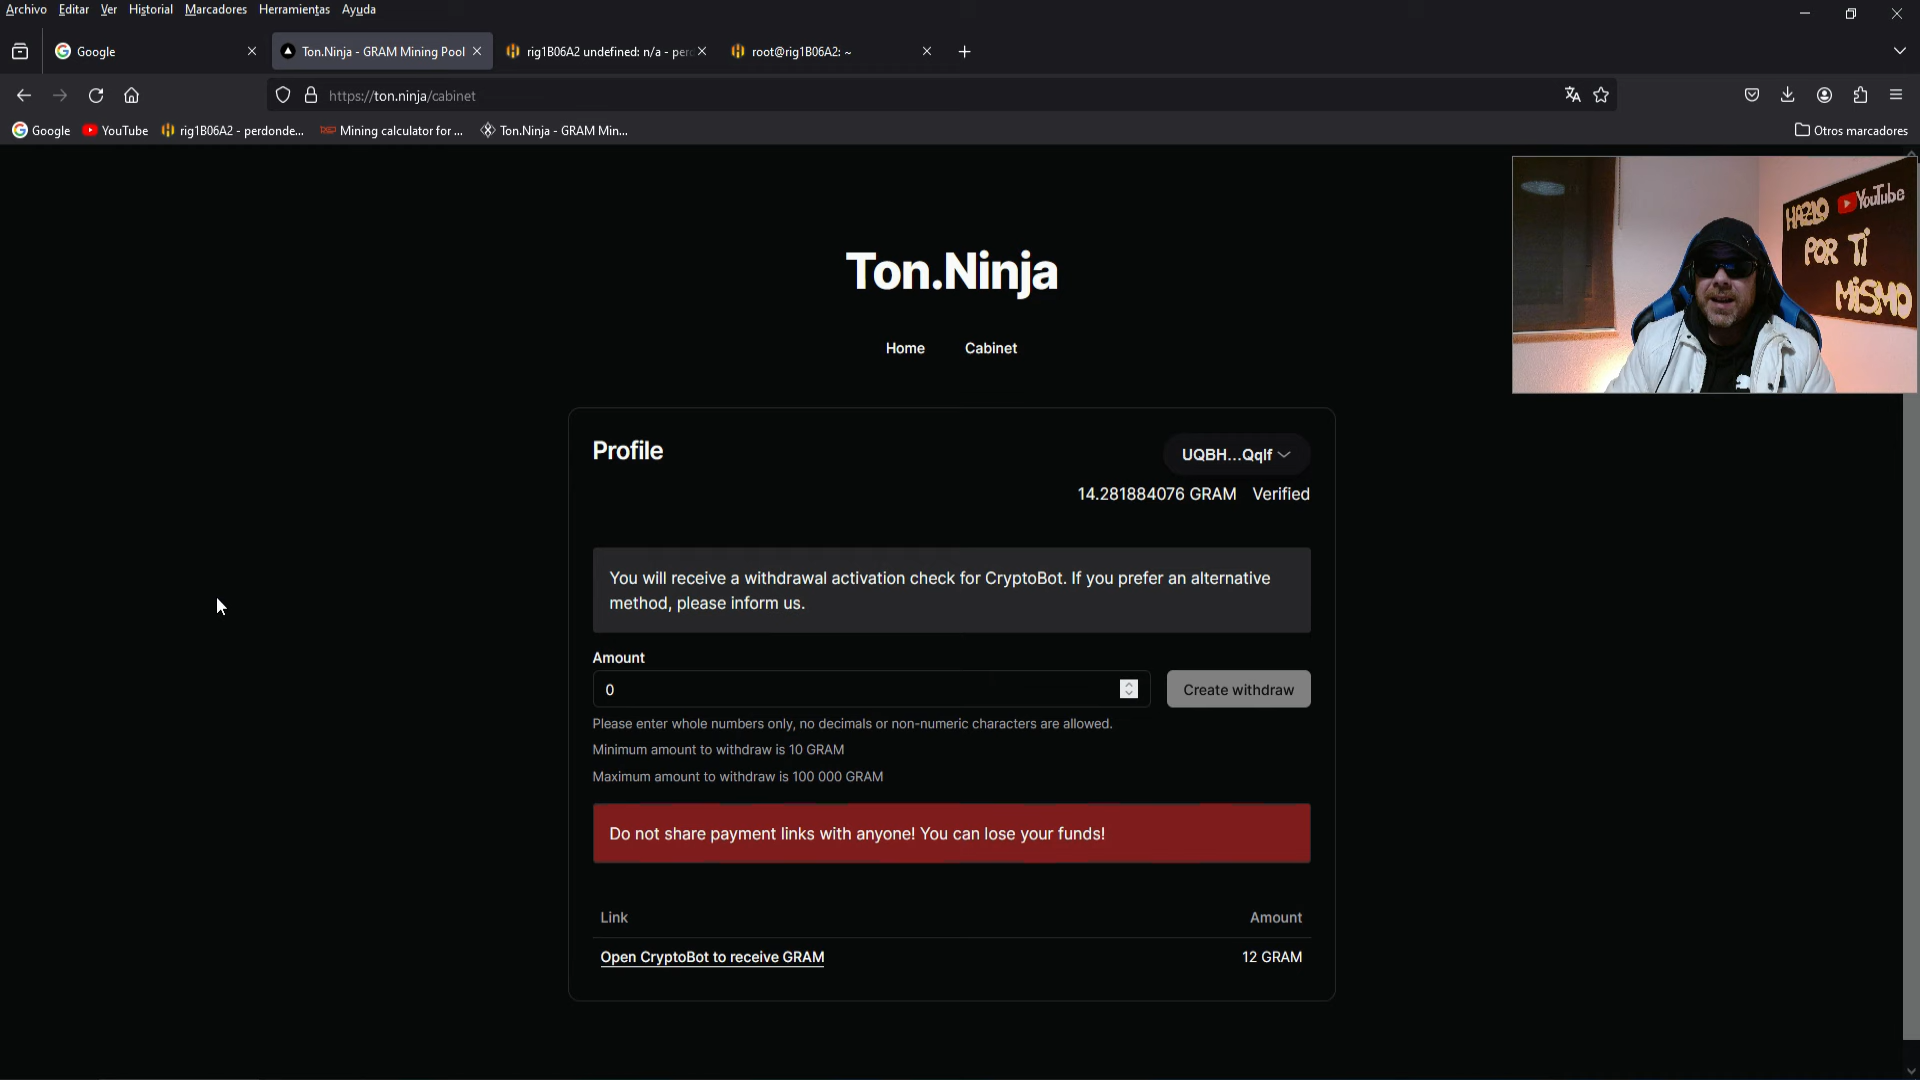 Archivo Editar Ver Historial Marcadores Herramientas Ayuda
Google
Ton.Ninja - GRAM Mining Pool
rig1B06A2 undefined: n/a - perd
root@rig1B06A2: ~
https://ton.ninja/cabinet
Google
YouTube
rig1B06A2 - perdonde...
Mining calculator for ...
Ton.Ninja - GRAM Min...
Otros marcadores
HAZLO YouTube
POR TI
MISMO
Ton.Ninja
Home Cabinet
Profile
UQBH...Qqlf
14.281884076 GRAM Verified
You will receive a withdrawal activation check for CryptoBot. If you prefer an alternative
method, please inform us.
Amount
0
Create withdraw
Please enter whole numbers only, no decimals or non-numeric characters are allowed.
Minimum amount to withdraw is 10 GRAM
Maximum amount to withdraw is 100 000 GRAM
Do not share payment links with anyone! You can lose your funds!
Link Amount
Open CryptoBot to receive GRAM 12 GRAM